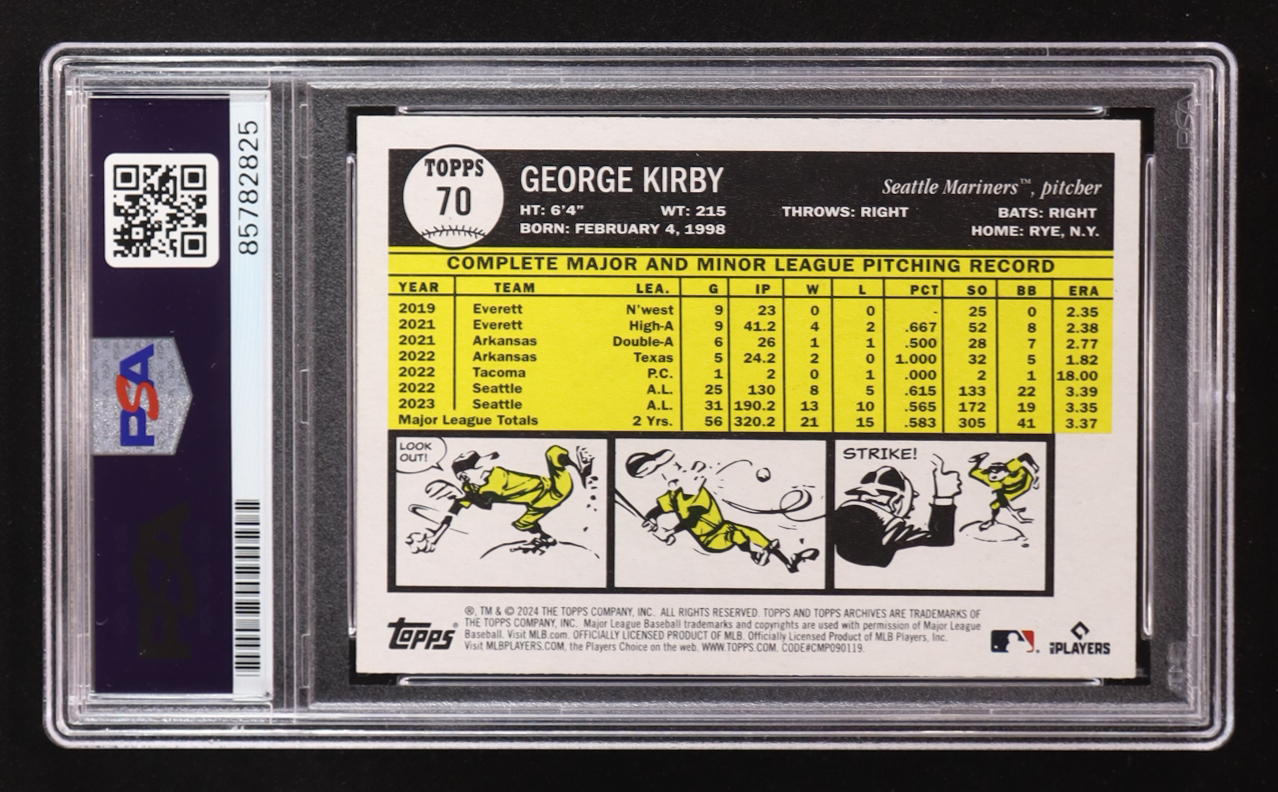 85782825
PSA
TOPPS
70
GEORGE KIRBY
Seattle Mariners™, pitcher
HT: 6'4" WT: 215 THROWS: RIGHT BATS: RIGHT
BORN: FEBRUARY 4, 1998 HOME: RYE, N.Y.
COMPLETE MAJOR AND MINOR LEAGUE PITCHING RECORD
YEAR TEAM LEA. G IP W L PCT SO BB ERA
2019 Everett N'west 9 23 0 0 - 25 0 2.35
2021 Everett High-A 9 41.2 4 2 .667 52 8 2.38
2021 Arkansas Double-A 6 26 1 1 .500 28 7 2.77
2022 Arkansas Texas 5 24.2 2 0 1.000 32 5 1.82
2022 Tacoma P.C. 1 2 0 1 .000 2 1 18.00
2022 Seattle A.L. 25 130 8 5 .615 133 22 3.39
2023 Seattle A.L. 31 190.2 13 10 .565 172 19 3.35
Major League Totals 2 Yrs. 56 320.2 21 15 .583 305 41 3.37
LOOK
OUT!
STRIKE!
topps®
®, TM & © 2024 THE TOPPS COMPANY, INC. ALL RIGHTS RESERVED. TOPPS AND TOPPS ARCHIVES ARE TRADEMARKS OF
THE TOPPS COMPANY, INC. Major League Baseball trademarks and copyrights are used with permission of Major League
Baseball. Visit MLB.com. OFFICIALLY LICENSED PRODUCT OF MLB. Officially Licensed Product of MLB Players, Inc.
Visit MLBPLAYERS.COM, the Players Choice on the web. WWW.TOPPS.COM. CODE#CMP090119.
PLAYERS
PSA
PSA